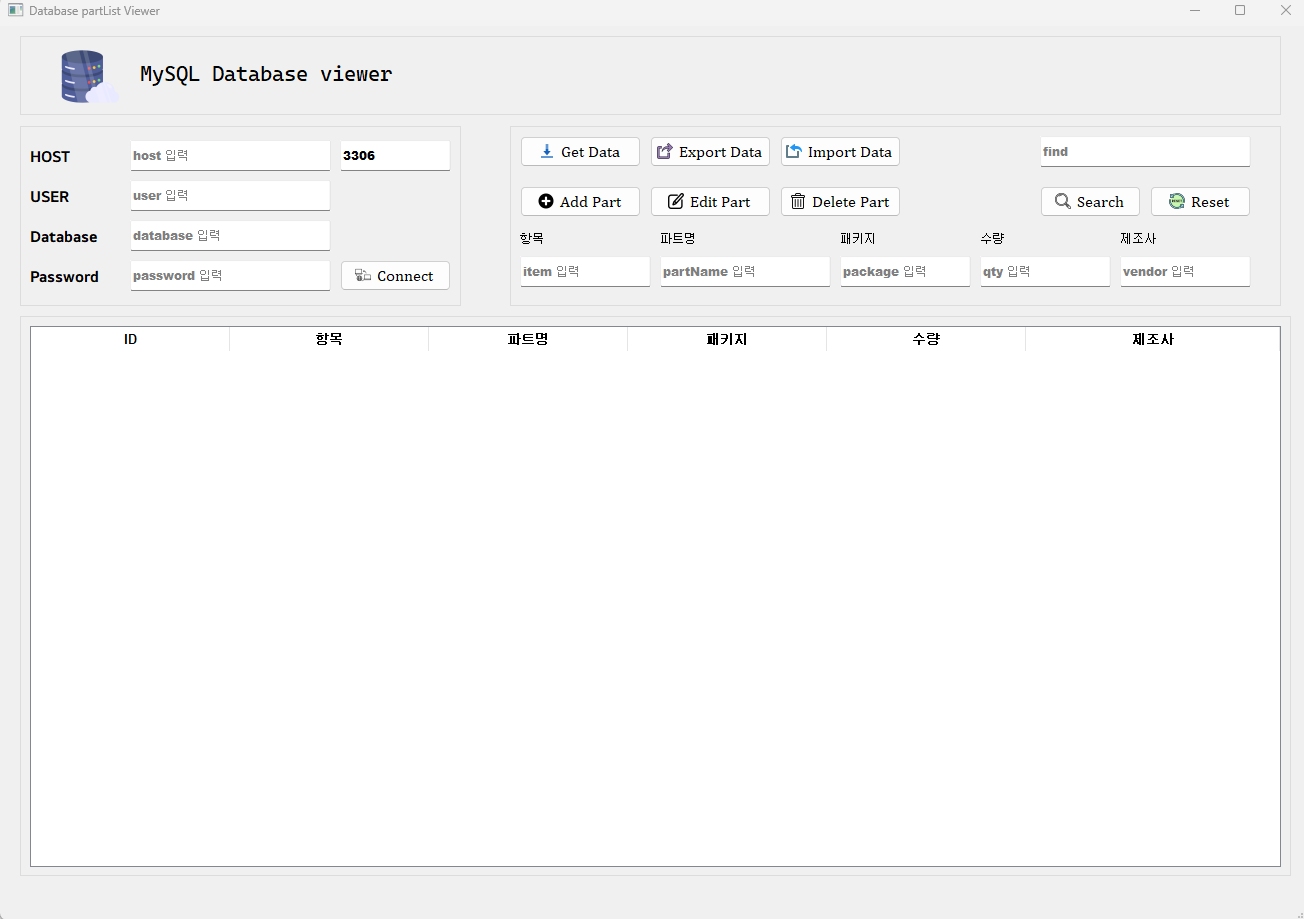 Database partList Viewer
MySQL Database viewer
HOST host 입력 3306
USER user 입력
Database database 입력
Password password 입력 Connect
Get Data Export Data Import Data find
Add Part Edit Part Delete Part Search Reset
항목 파트명 패키지 수량 제조사
item 입력 partName 입력 package 입력 qty 입력 vendor 입력
ID 항목 파트명 패키지 수량 제조사